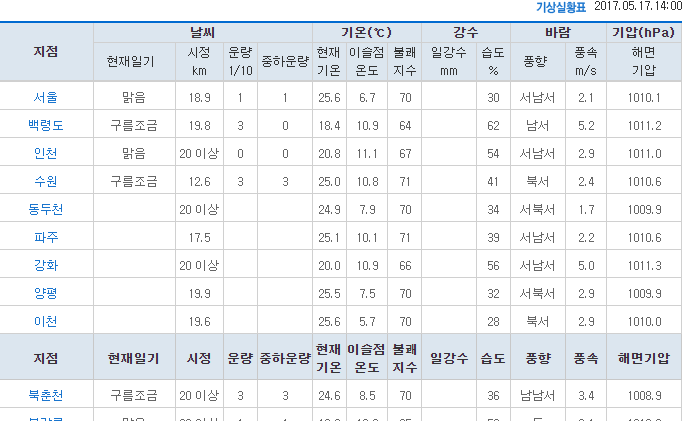 기상실황표 2017.05.17.14:00
지점 날씨 기온(℃) 강수 바람 기압(hPa)
현재일기 시정 km 운량 1/10 중하운량 현재 기온 이슬점 온도 불쾌 지수 일강수 mm 습도 % 풍향 풍속 m/s 해면 기압
서울 맑음 18.9 1 1 25.6 6.7 70 30 서남서 2.1 1010.1
백령도 구름조금 19.8 3 0 18.4 10.9 64 62 남서 5.2 1011.2
인천 맑음 20 이상 0 0 20.8 11.1 67 54 서남서 2.9 1011.0
수원 구름조금 12.6 3 3 25.0 10.8 71 41 북서 2.4 1010.6
동두천 20 이상 24.9 7.9 70 34 서북서 1.7 1009.9
파주 17.5 25.1 10.1 71 39 서남서 2.2 1010.6
강화 20 이상 20.0 10.9 66 56 서남서 5.0 1011.3
양평 19.9 25.5 7.5 70 32 서북서 2.9 1009.9
이천 19.6 25.6 5.7 70 28 북서 2.9 1010.0
지점 현재일기 시정 운량 중하운량 현재 기온 이슬점 온도 불쾌 지수 일강수 습도 풍향 풍속 해면기압
북춘천 구름조금 20 이상 3 3 24.6 8.5 70 36 남남서 3.4 1008.9